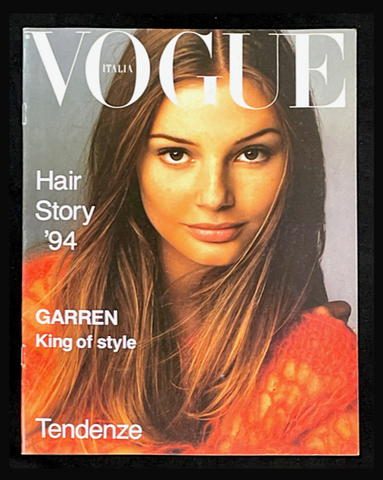 VOGUE
ITALIA
Hair
Story
'94
GARREN
King of style
Tendenze